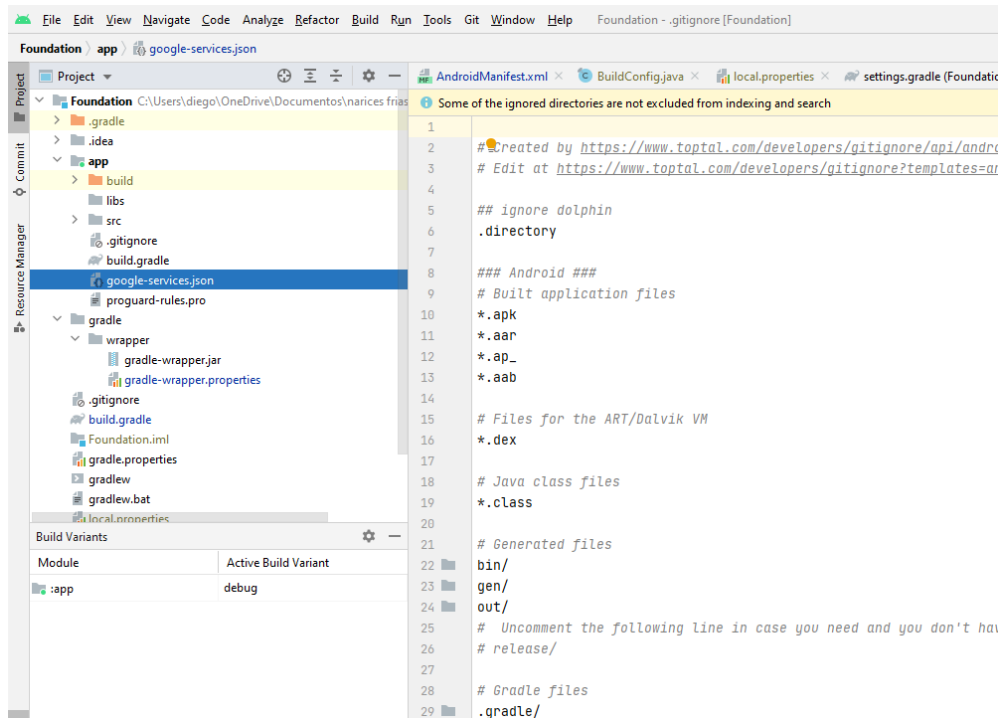 File Edit View Navigate Code Analyze Refactor Build Run Tools Git Window Help Foundation - .gitignore [Foundation]
Foundation app google-services.json
Project
Commit
Resource Manager
Project
Foundation C:\Users\diego\OneDrive\Documentos\narices frias
.gradle
.idea
app
build
libs
src
.gitignore
build.gradle
google-services.json
proguard-rules.pro
gradle
wrapper
gradle-wrapper.jar
gradle-wrapper.properties
.gitignore
build.gradle
Foundation.iml
gradle.properties
gradlew
gradlew.bat
local.properties
Build Variants
Module Active Build Variant
:app debug
AndroidManifest.xml BuildConfig.java local.properties settings.gradle (Foundatio
Some of the ignored directories are not excluded from indexing and search
1
2 # Created by https://www.toptal.com/developers/gitignore/api/andro
3 # Edit at https://www.toptal.com/developers/gitignore?templates=an
4
5 ## ignore dolphin
6 .directory
7
8 ### Android ###
9 # Built application files
10 *.apk
11 *.aar
12 *.ap_
13 *.aab
14
15 # Files for the ART/Dalvik VM
16 *.dex
17
18 # Java class files
19 *.class
20
21 # Generated files
22 bin/
23 gen/
24 out/
25 # Uncomment the following line in case you need and you don't hav
26 # release/
27
28 # Gradle files
29 .gradle/